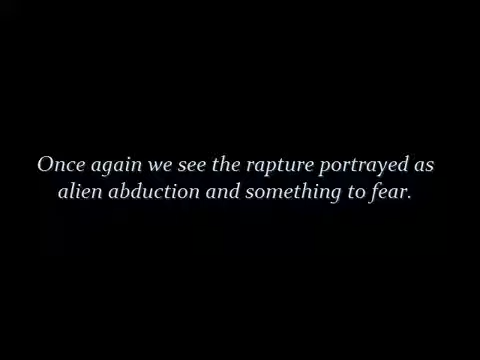 Once again we see the rapture portrayed as
alien abduction and something to fear.